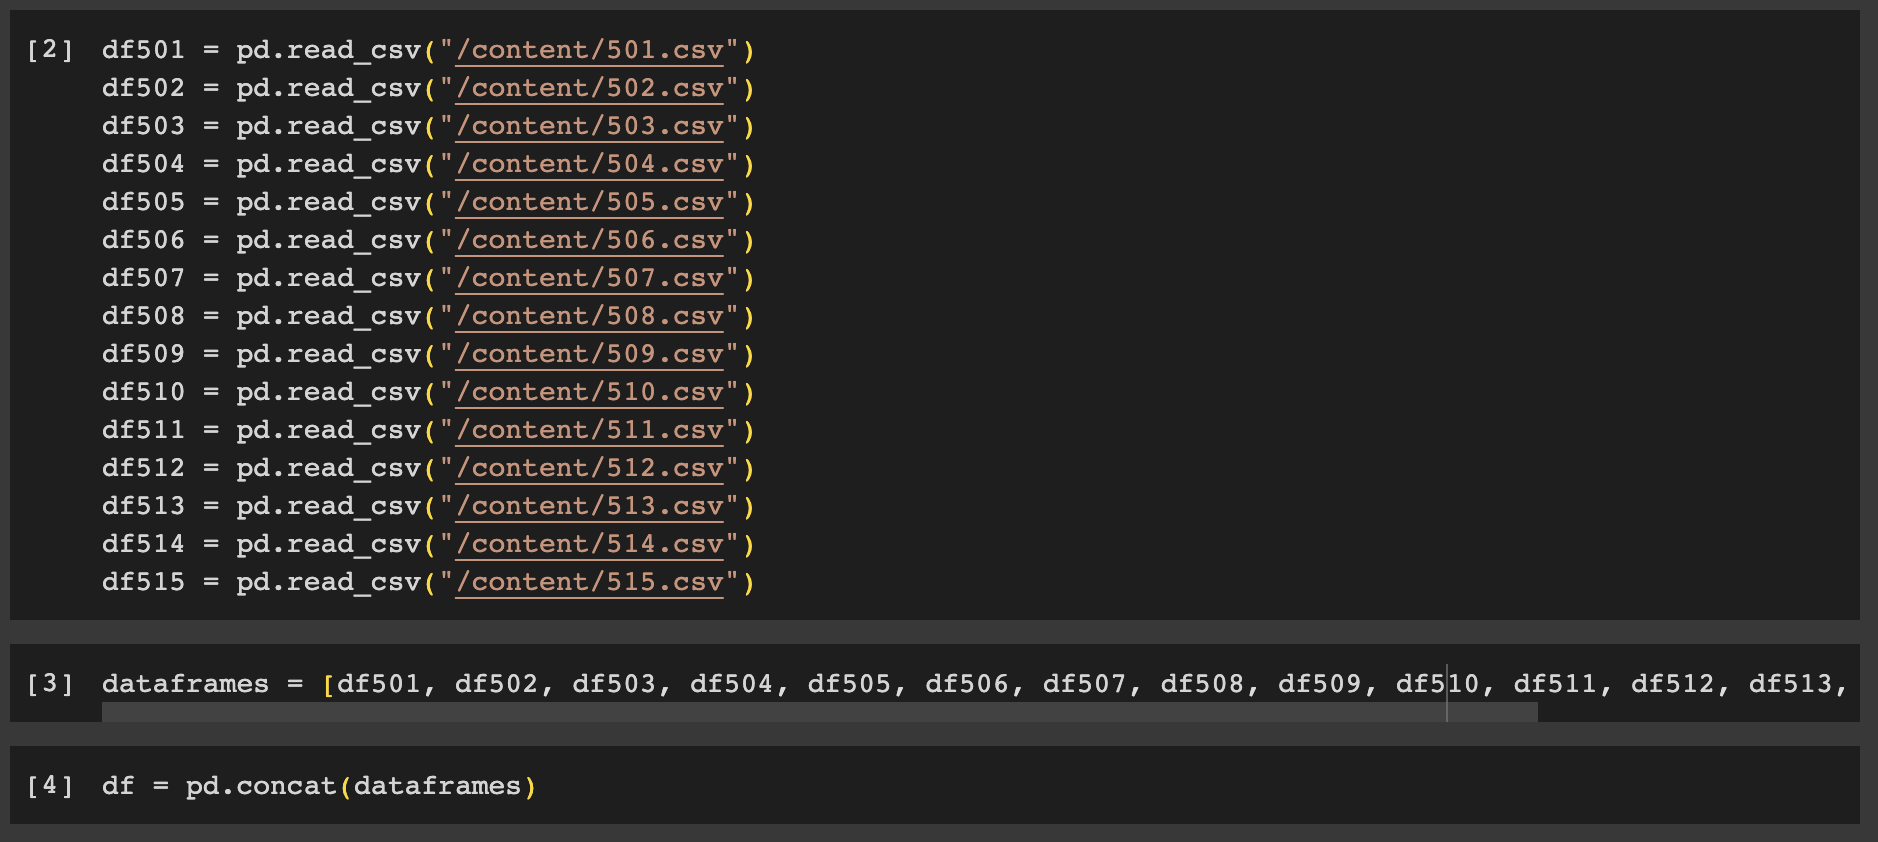 [2] df501 = pd.read_csv("/content/501.csv")
df502 = pd.read_csv("/content/502.csv")
df503 = pd.read_csv("/content/503.csv")
df504 = pd.read_csv("/content/504.csv")
df505 = pd.read_csv("/content/505.csv")
df506 = pd.read_csv("/content/506.csv")
df507 = pd.read_csv("/content/507.csv")
df508 = pd.read_csv("/content/508.csv")
df509 = pd.read_csv("/content/509.csv")
df510 = pd.read_csv("/content/510.csv")
df511 = pd.read_csv("/content/511.csv")
df512 = pd.read_csv("/content/512.csv")
df513 = pd.read_csv("/content/513.csv")
df514 = pd.read_csv("/content/514.csv")
df515 = pd.read_csv("/content/515.csv")
[3] dataframes = [df501, df502, df503, df504, df505, df506, df507, df508, df509, df510, df511, df512, df513,
[4] df = pd.concat(dataframes)